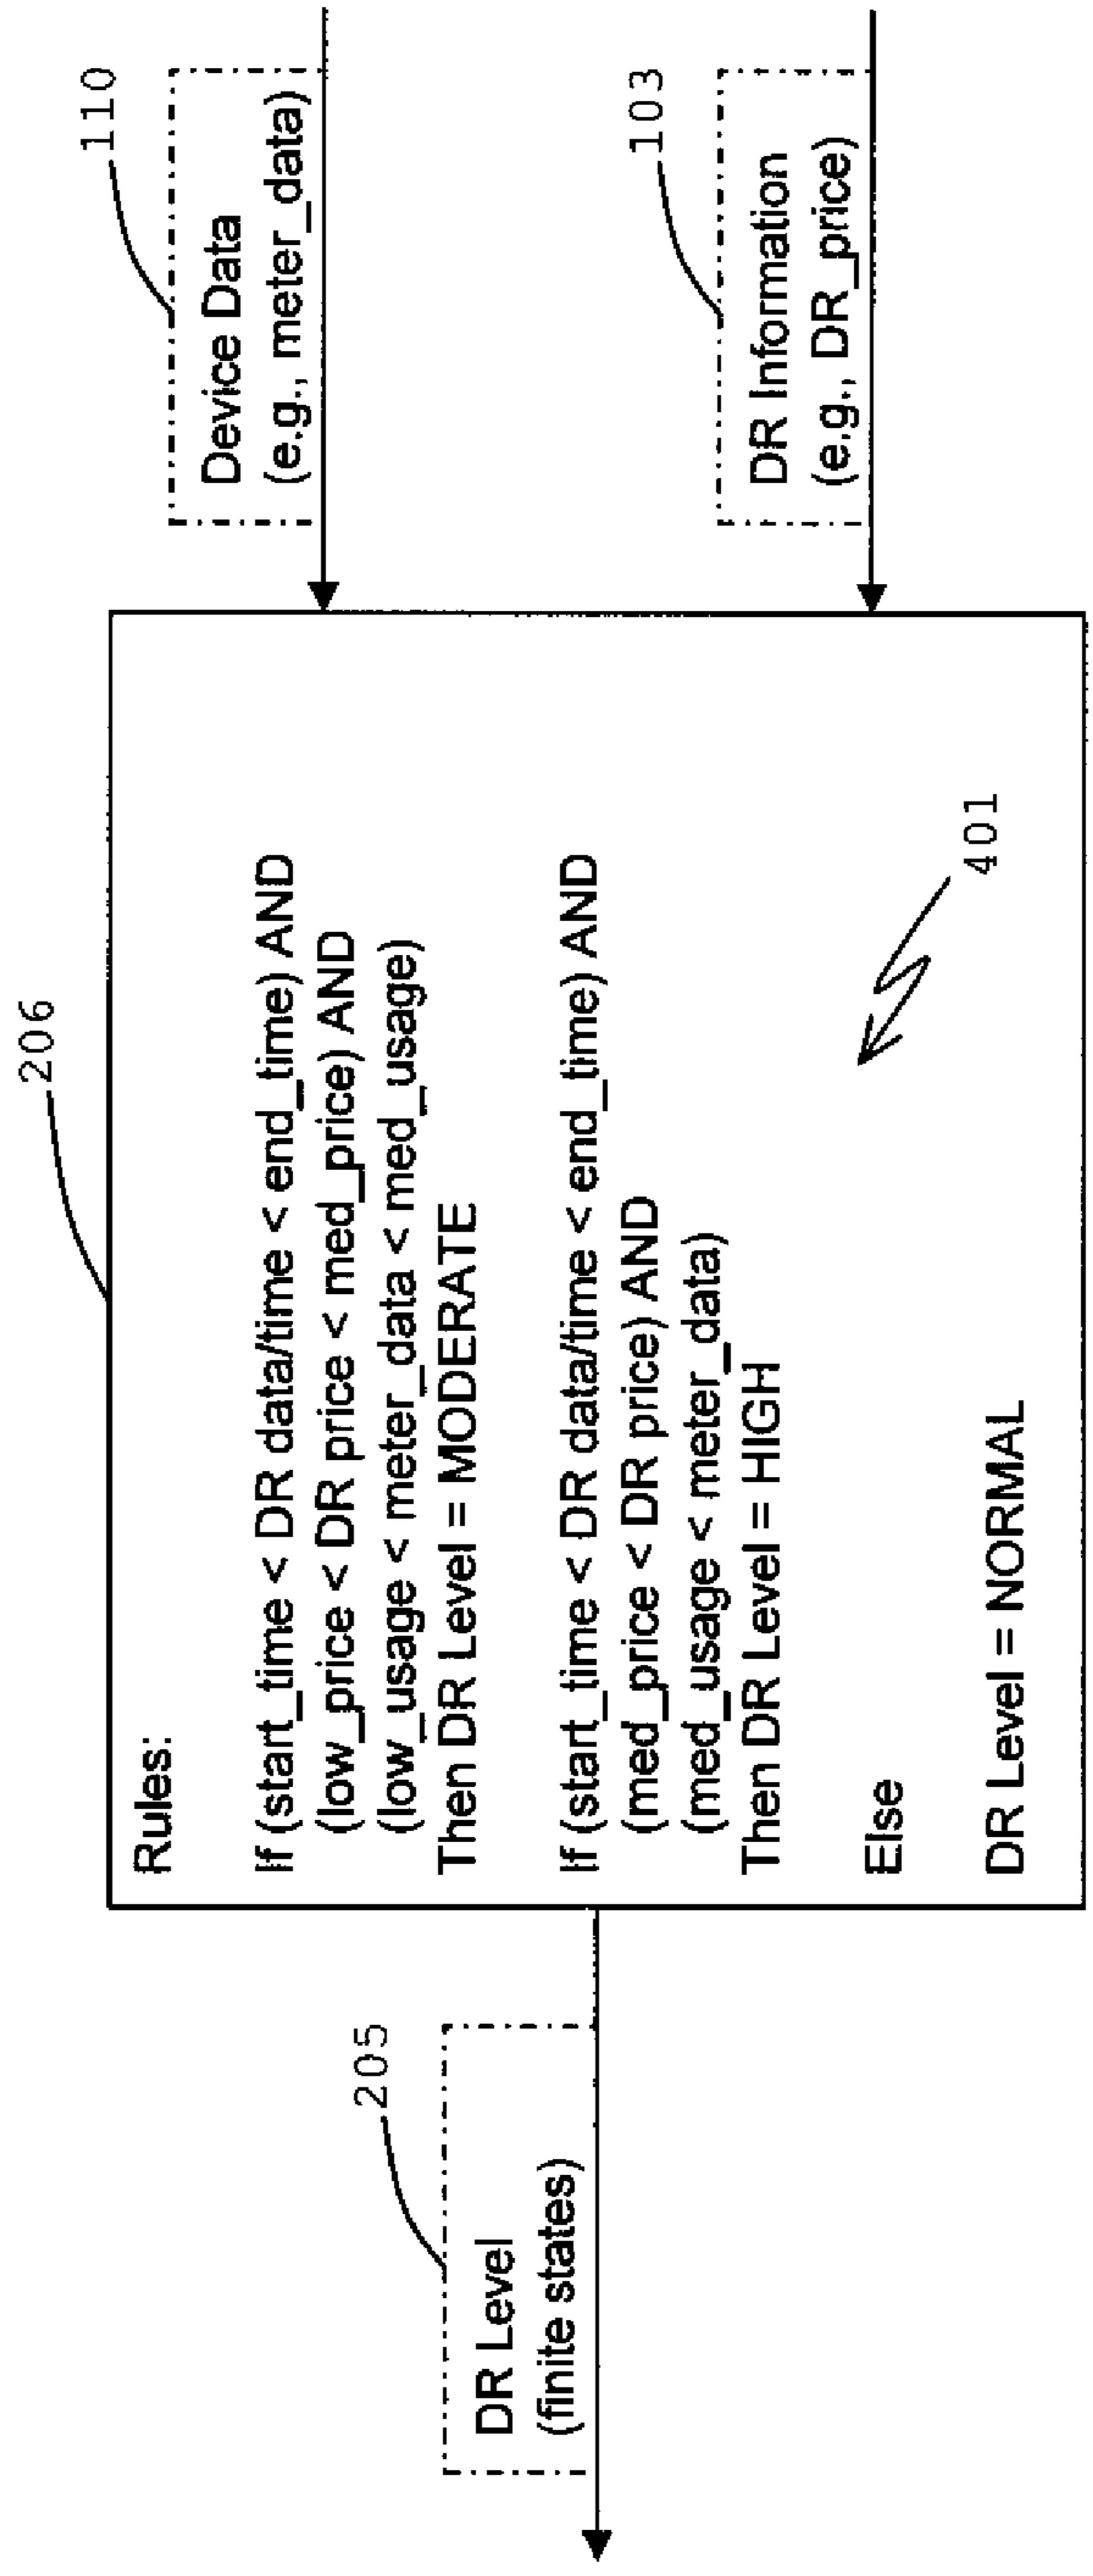 206
Rules:
If (start_time < DR data/time < end_time) AND
(low_price < DR price < med_price) AND
(low_usage < meter_data < med_usage)
Then DR Level = MODERATE
If (start_time < DR data/time < end_time) AND
(med_price < DR price) AND
(med_usage < meter_data)
Then DR Level = HIGH
Else
DR Level = NORMAL
401
205
DR Level
(finite states)
110
Device Data
(e.g., meter_data)
103
DR Information
(e.g., DR_price)